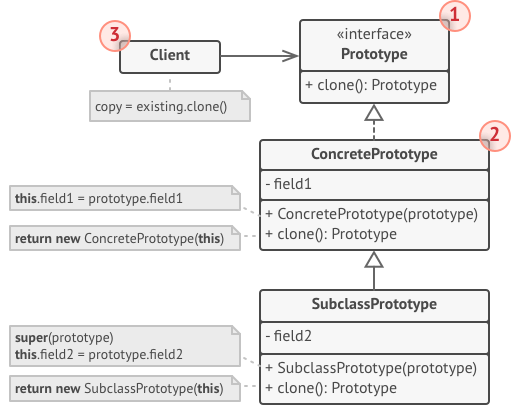 1
«interface»
Prototype
+ clone(): Prototype
3
Client
copy = existing.clone()
2
ConcretePrototype
- field1
+ ConcretePrototype(prototype)
+ clone(): Prototype
this.field1 = prototype.field1
return new ConcretePrototype(this)
SubclassPrototype
- field2
+ SubclassPrototype(prototype)
+ clone(): Prototype
super(prototype)
this.field2 = prototype.field2
return new SubclassPrototype(this)